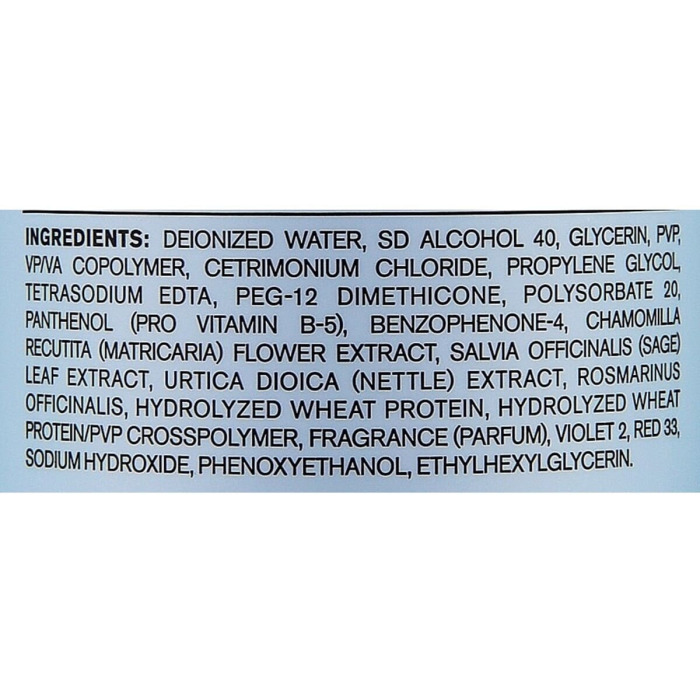 INGREDIENTS: DEIONIZED WATER, SD ALCOHOL 40, GLYCERIN, PVP,
VP/VA COPOLYMER, CETRIMONIUM CHLORIDE, PROPYLENE GLYCOL,
TETRASODIUM EDTA, PEG-12 DIMETHICONE, POLYSORBATE 20,
PANTHENOL (PRO VITAMIN B-5), BENZOPHENONE-4, CHAMOMILLA
RECUTITA (MATRICARIA) FLOWER EXTRACT, SALVIA OFFICINALIS (SAGE)
LEAF EXTRACT, URTICA DIOICA (NETTLE) EXTRACT, ROSMARINUS
OFFICINALIS, HYDROLYZED WHEAT PROTEIN, HYDROLYZED WHEAT
PROTEIN/PVP CROSSPOLYMER, FRAGRANCE (PARFUM), VIOLET 2, RED 33,
SODIUM HYDROXIDE, PHENOXYETHANOL, ETHYLHEXYLGLYCERIN.